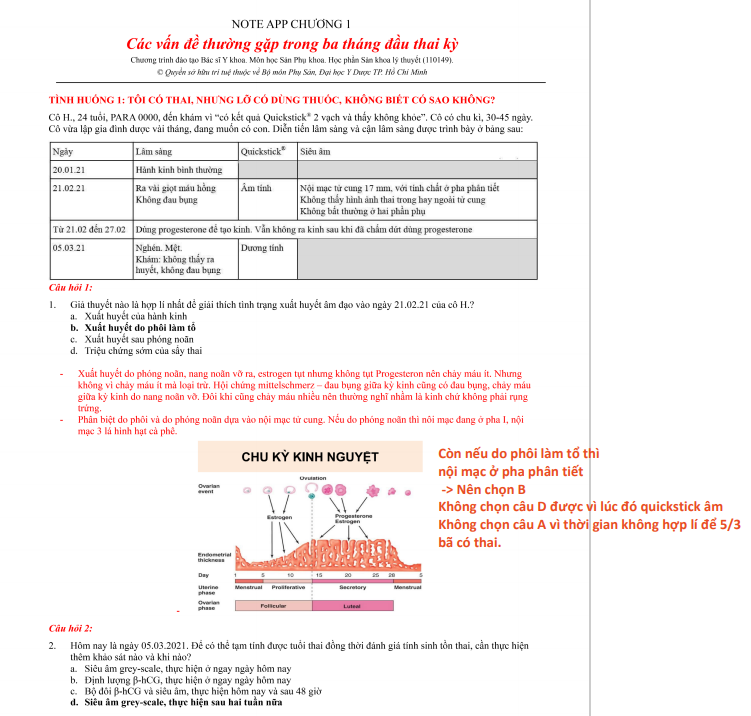 NOTE APP CHƯƠNG 1
Các vấn đề thường gặp trong ba tháng đầu thai kỳ
Chương trình đào tạo Bác sĩ Y khoa. Môn học Sản Phụ khoa. Học phần Sản khoa lý thuyết (110149).
© Quyền sở hữu trí tuệ thuộc về Bộ môn Phụ Sản, Đại học Y Dược TP. Hồ Chí Minh
TÌNH HUỐNG 1: TÔI CÓ THAI, NHƯNG LỠ CÓ DÙNG THUỐC, KHÔNG BIẾT CÓ SAO KHÔNG?
Cô H., 24 tuổi, PARA 0000, đến khám vì “có kết quả Quickstick® 2 vạch và thấy không khỏe”. Cô có chu kì, 30-45 ngày.
Cô vừa lập gia đình được vài tháng, đang muốn có con. Diễn tiến lâm sàng và cận lâm sàng được trình bày ở bảng sau:
Ngày Lâm sàng Quickstick® Siêu âm
20.01.21 Hành kinh bình thường
21.02.21 Ra vài giọt máu hồng Âm tính Nội mạc tử cung 17 mm, với tính chất ở pha phân tiết
Không đau bụng Không thấy hình ảnh thai trong hay ngoài tử cung
Không bất thường ở hai phần phụ
Từ 21.02 đến 27.02 Dùng progesterone để tạo kinh. Vẫn không ra kinh sau khi đã chấm dứt dùng progesterone
05.03.21 Nghén. Mệt. Dương tính
Khám: không thấy ra
huyết, không đau bụng
Câu hỏi 1:
1. Giả thuyết nào là hợp lí nhất để giải thích tình trạng xuất huyết âm đạo vào ngày 21.02.21 của cô H.?
a. Xuất huyết của hành kinh
b. Xuất huyết do phôi làm tổ
c. Xuất huyết sau phóng noãn
d. Triệu chứng sớm của sẩy thai
- Xuất huyết do phóng noãn, nang noãn vỡ ra, estrogen tụt nhưng không tụt Progesteron nên chảy máu ít. Nhưng
không vì chảy máu ít mà loại trừ. Hội chứng mittelschmerz – đau bụng giữa kỳ kinh cũng có đau bụng, chảy máu
giữa kỳ kinh do nang noãn vỡ. Đôi khi cũng chảy máu nhiều nên thường nghĩ nhầm là kinh chứ không phải rụng
trứng.
- Phân biệt do phôi và do phóng noãn dựa vào nội mạc tử cung. Nếu do phóng noãn thì nôi mạc đang ở pha I, nội
mạc 3 lá hình hạt cà phê.
CHU KỲ KINH NGUYỆT
Ovulation
Ovarian
event
Estrogen Progesterone
Estrogen
Endometrial
thickness
Day 1 5 10 15 20 25 28 5
Uterine
phase Menstrual Proliferative Secretory Menstrual
Ovarian
phase Follicular Luteal
Còn nếu do phôi làm tổ thì
nội mạc ở pha phân tiết
-> Nên chọn B
Không chọn câu D được vì lúc đó quickstick âm
Không chọn câu A vì thời gian không hợp lí để 5/3
bã có thai.
Câu hỏi 2:
2. Hôm nay là ngày 05.03.2021. Để có thể tạm tính được tuổi thai đồng thời đánh giá tính sinh tồn thai, cần thực hiện
thêm khảo sát nào và khi nào?
a. Siêu âm grey-scale, thực hiện ở ngay ngày hôm nay
b. Định lượng β-hCG, thực hiện ở ngay ngày hôm nay
c. Bộ đôi β-hCG và siêu âm, thực hiện hôm nay và sau 48 giờ
d. Siêu âm grey-scale, thực hiện sau hai tuần nữa